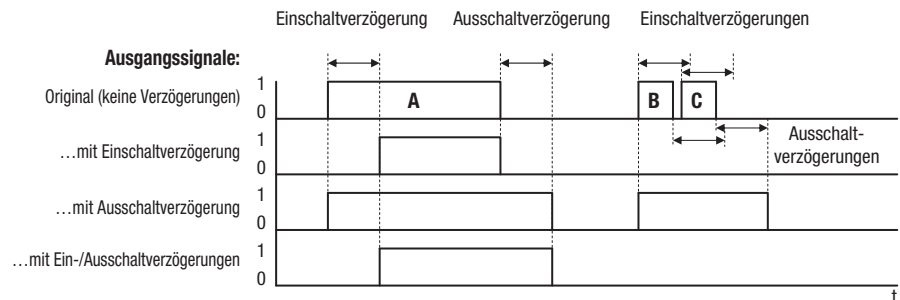 Einschaltverzögerung Ausschaltverzögerung Einschaltverzögerungen
Ausgangssignale:
Original (keine Verzögerungen) 1 0 A B C
Ausschalt-
verzögerungen
…mit Einschaltverzögerung 1 0
…mit Ausschaltverzögerung 1 0
…mit Ein-/Ausschaltverzögerungen 1 0
t